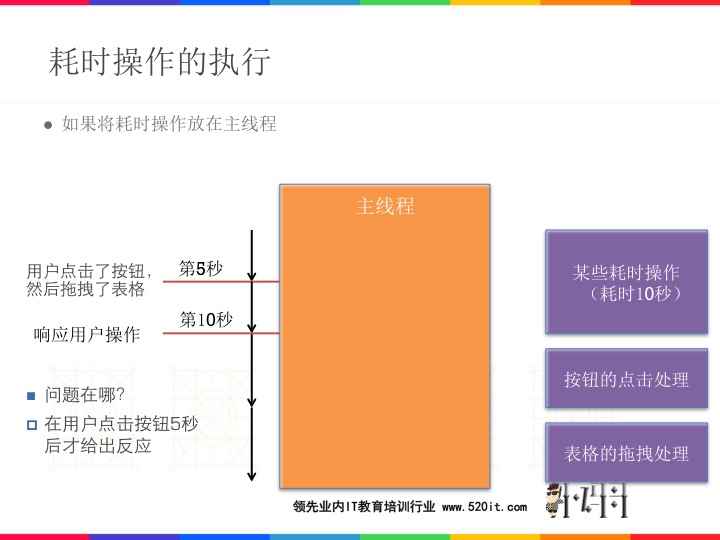 耗时操作的执行
如果将耗时操作放在主线程
主线程
用户点击了按钮，
然后拖拽了表格
第5秒
第10秒
响应用户操作
某些耗时操作
（耗时10秒）
按钮的点击处理
表格的拖拽处理
问题在哪？
在用户点击按钮5秒
后才给出反应
领先业内IT教育培训行业 www.520it.com